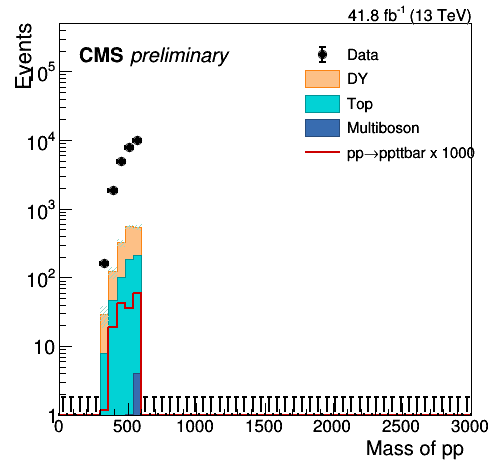 41.8 fb⁻¹ (13 TeV)
Events
CMS preliminary
Data
DY
Top
Multiboson
pp→ppttbar x 1000
10⁵
10⁴
10³
10²
10
1
0 500 1000 1500 2000 2500 3000
Mass of pp